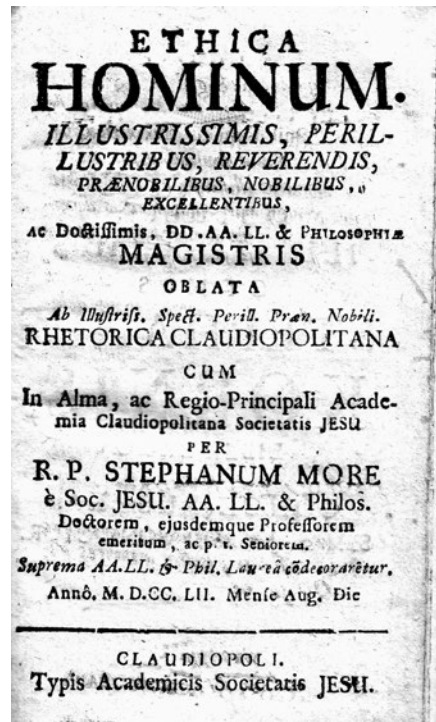 ETHICA
HOMINUM.
ILLUSTRISSIMIS, PERIL-
LUSTRIBUS, REVERENDIS,
PRÆNOBILIBUS, NOBILIBUS,
EXCELLENTIBUS,
AC Doctiſſimis, DD. AA. LL. & PHILOSOPHIÆ
MAGISTRIS
OBLATA
Ab Illuſtriſs. Spect. Perill. Præn. Nobili.
RHETORICA CLAUDIOPOLITANA
CUM
In Alma, ac Regio-Principali Acade-
mia Claudiopolitana Societatis JESU
PER
R. P. STEPHANUM MORE
è Soc. JESU. AA. LL. & Philos.
Doctorem, ejusdemque Profeſſorem
emeritum, ac p. t. Seniorem.
Suprema AA. LL. & Phil. Laureâ cõdecorarẽtur.
Annô. M. D.CC. LII. Menſe Aug. Die
CLAUDIOPOLI.
Typis Academicis Societatis JESU.